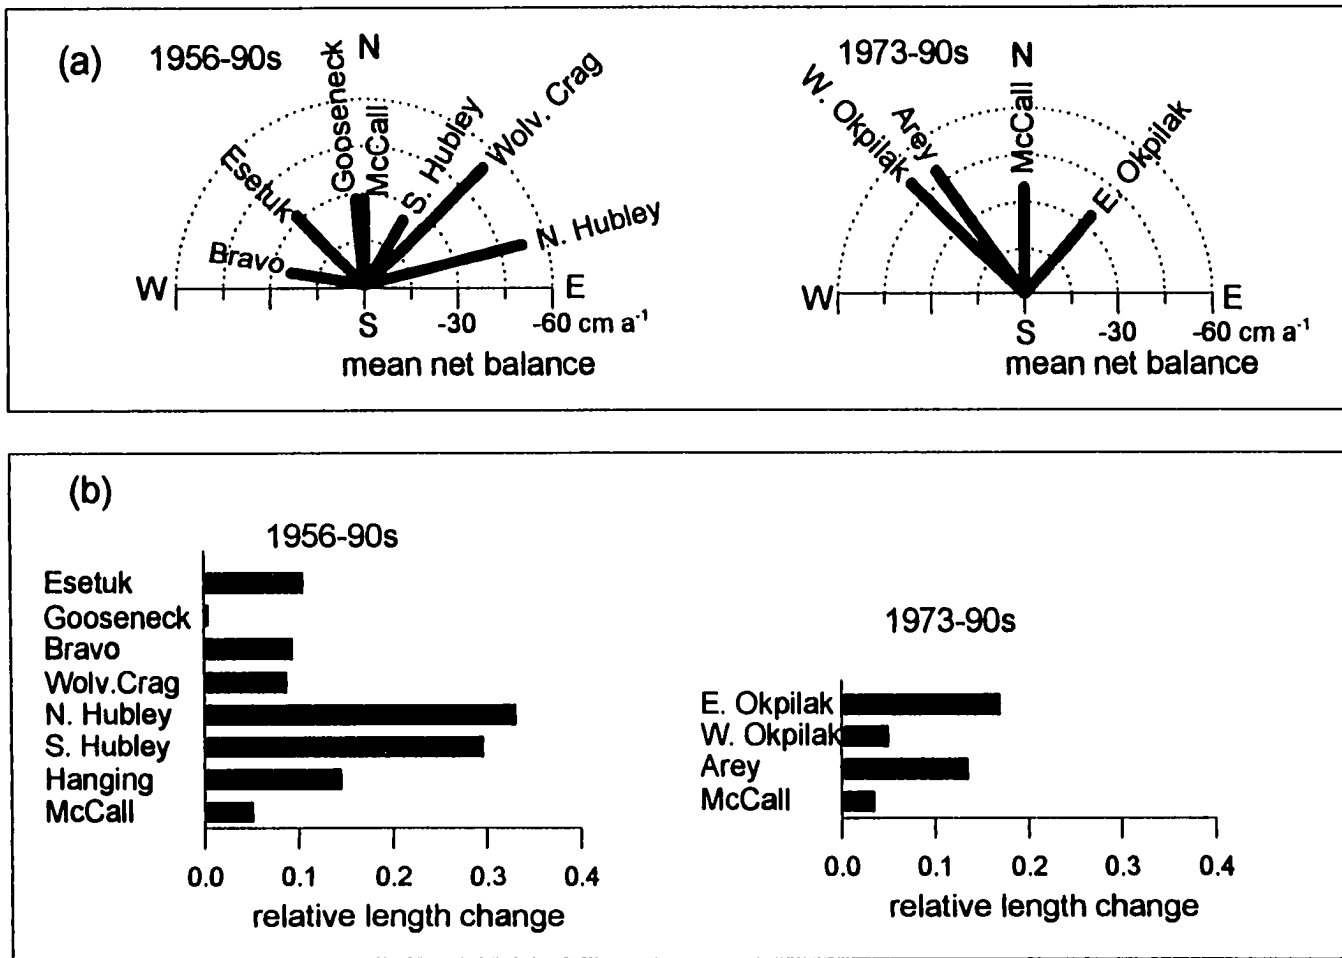 (a)
1956-90s
N
Gooseneck
McCall
S. Hubley
Wolv. Crag
N. Hubley
Esetuk
Bravo
W
E
S
-30
-60 cm a⁻¹
mean net balance
1973-90s
N
W. Okpilak
Arey
McCall
E. Okpilak
W
E
S
-30
-60 cm a⁻¹
mean net balance
(b)
1956-90s
Esetuk
Gooseneck
Bravo
Wolv.Crag
N. Hubley
S. Hubley
Hanging
McCall
0.0 0.1 0.2 0.3 0.4
relative length change
1973-90s
E. Okpilak
W. Okpilak
Arey
McCall
0.0 0.1 0.2 0.3 0.4
relative length change